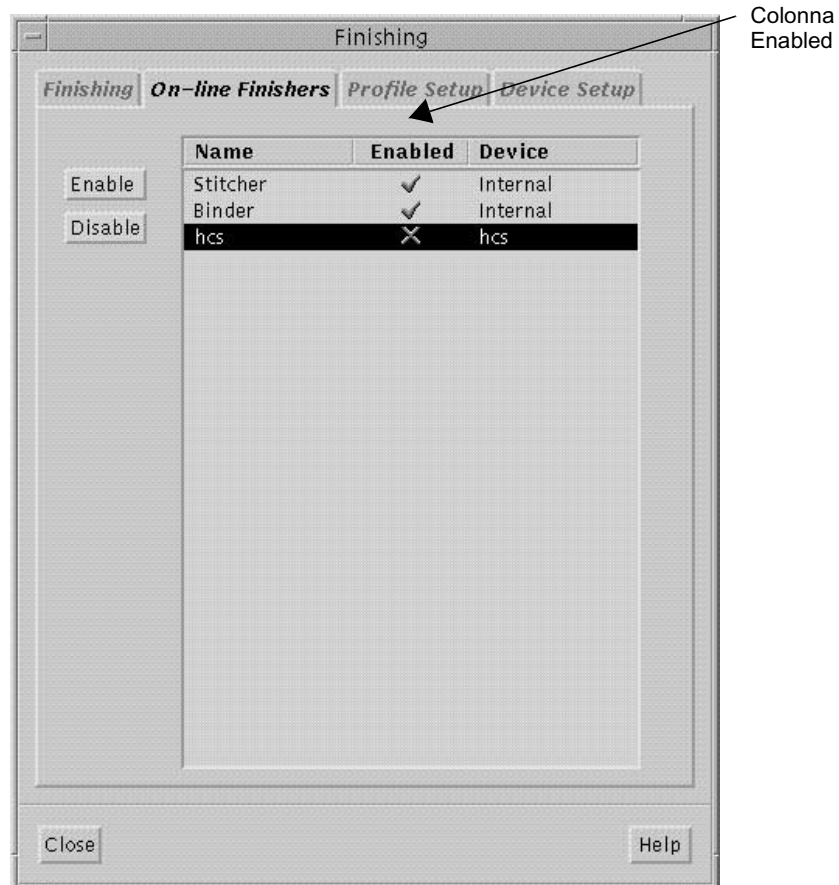 Colonna
Enabled
Finishing
Finishing On-line Finishers Profile Setup Device Setup
Name Enabled Device
Enable
Disable
Stitcher Internal
Binder Internal
hcs hcs
Close Help